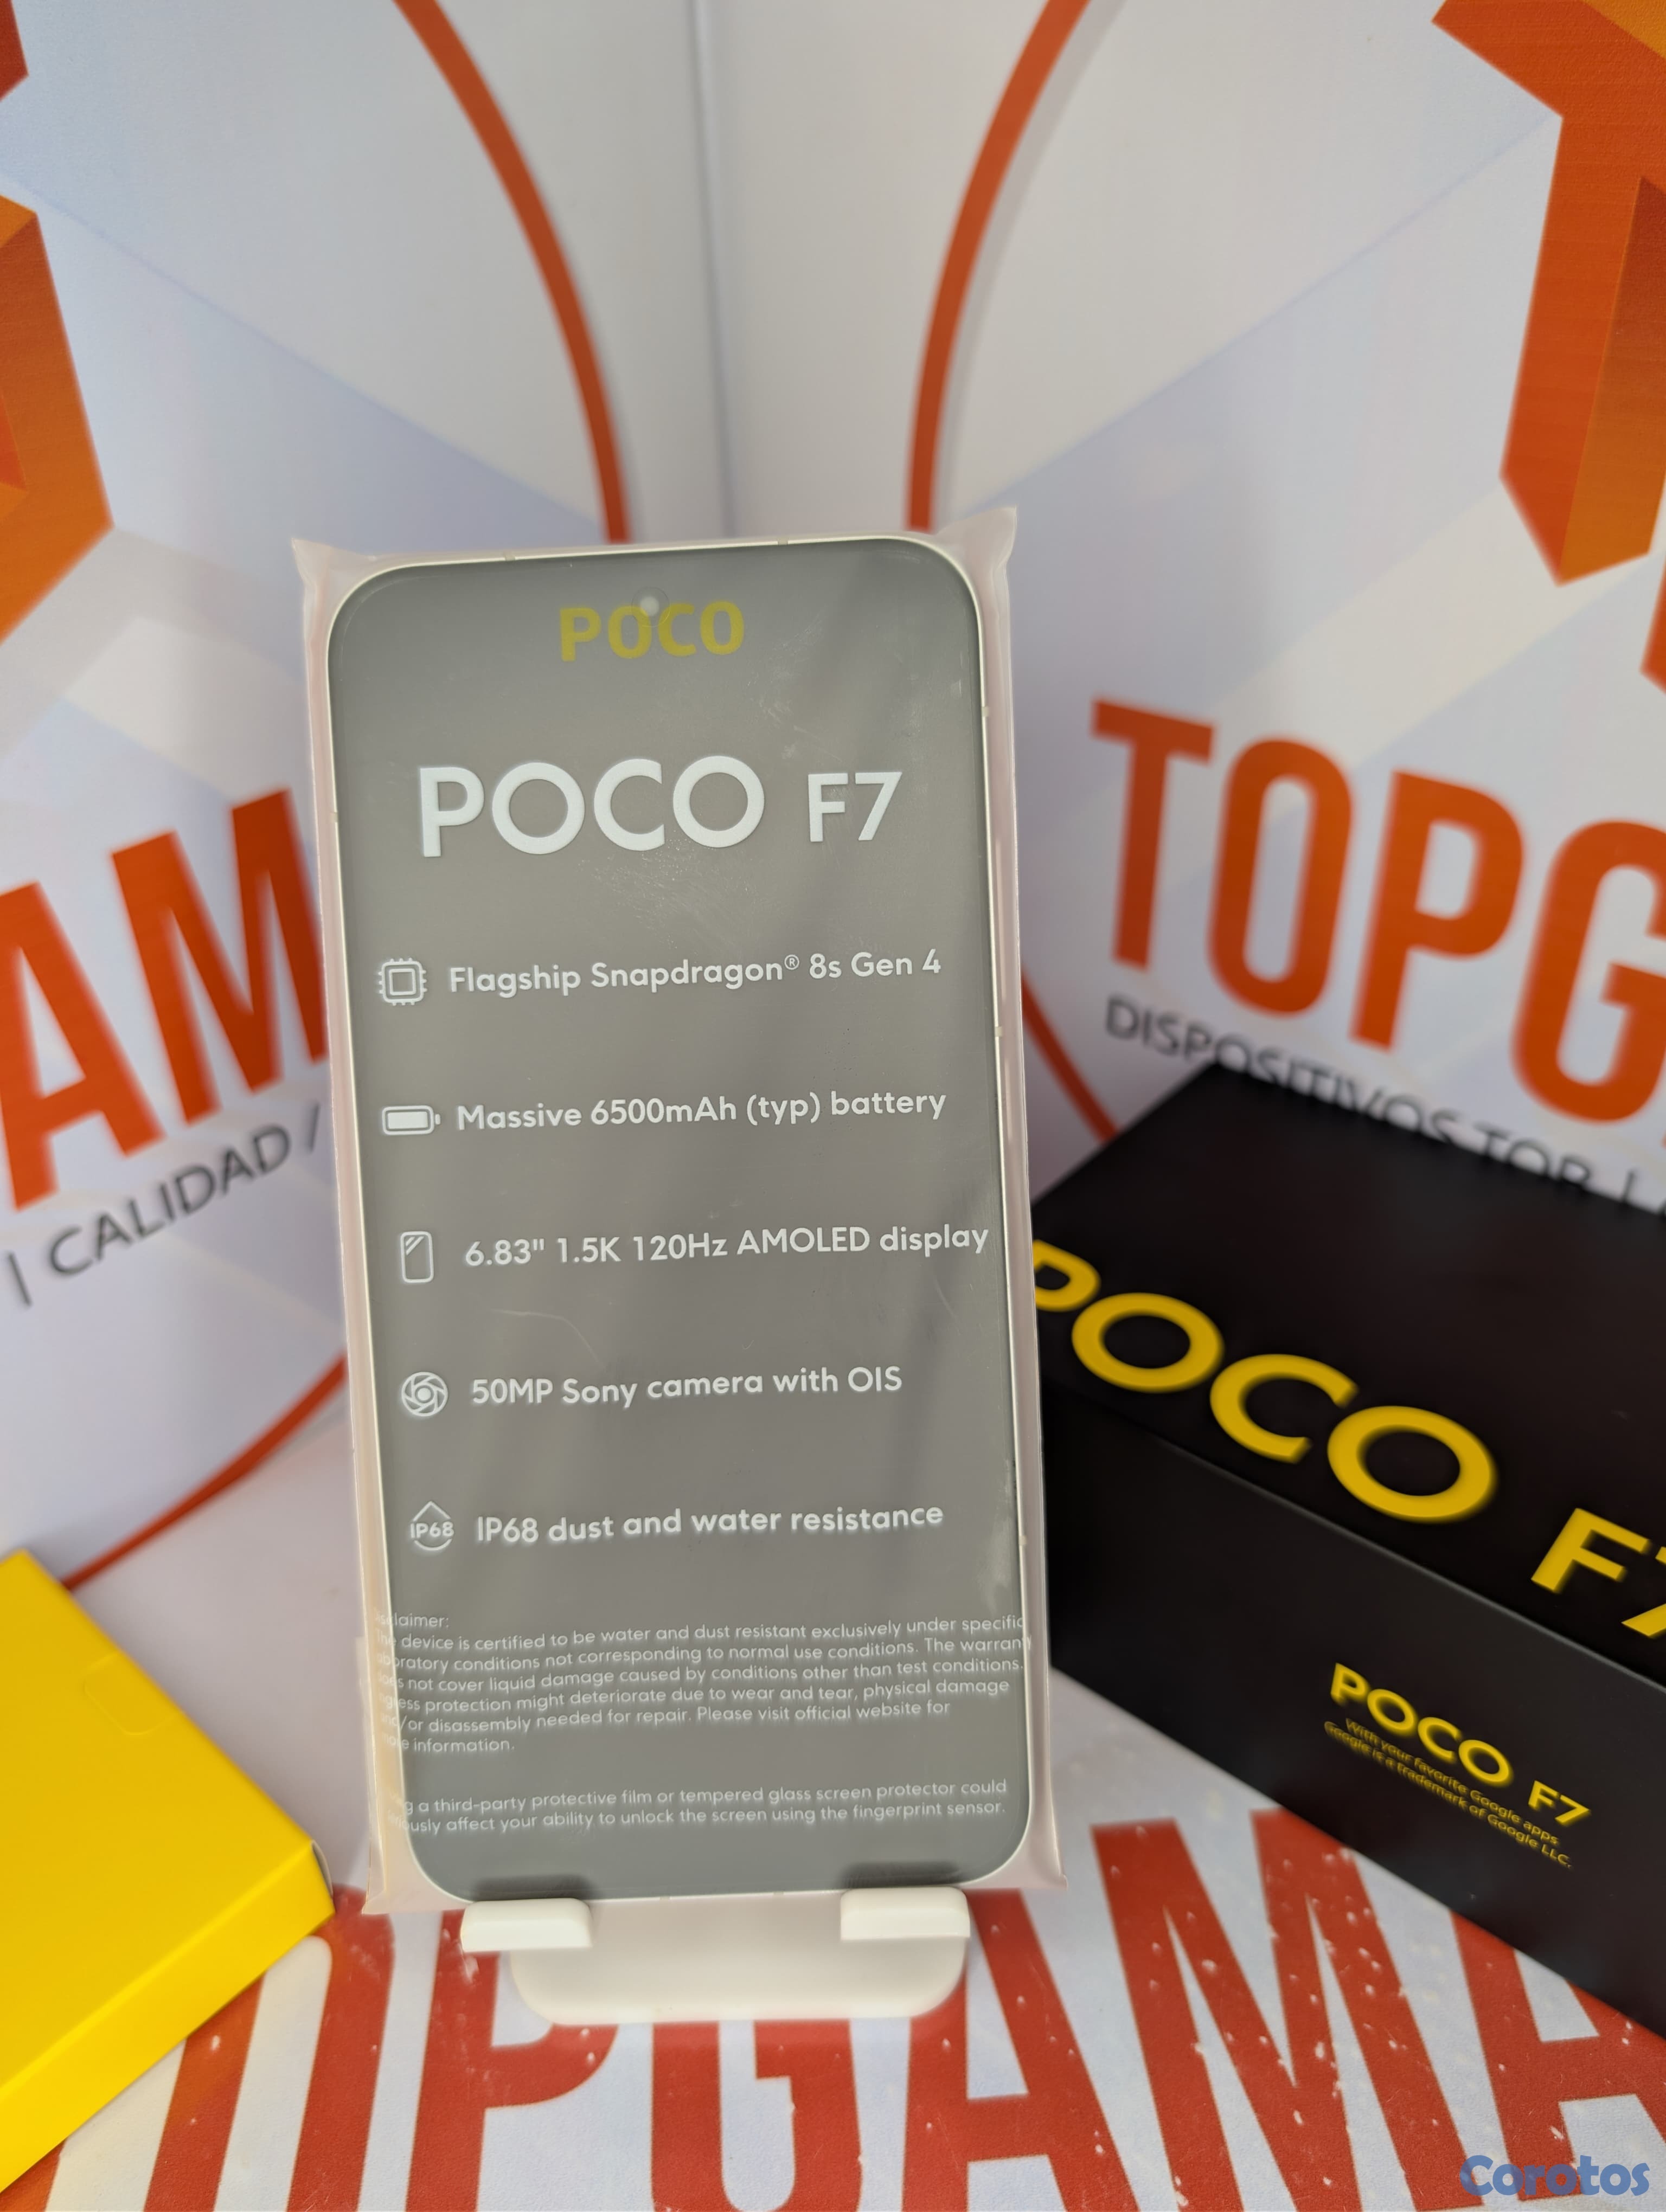 POCO
POCO F7
Flagship Snapdragon® 8s Gen 4
Massive 6500mAh (typ) battery
6.83" 1.5K 120Hz AMOLED display
50MP Sony camera with OIS
IP68
IP68 dust and water resistance
device is certified to be water and dust resistant exclusively under specific
conditions not corresponding to normal use conditions. The
not cover liquid damage caused by conditions other than test conditions.
protection might deteriorate due to wear and tear, physical damage
/or disassembly needed for repair. Please visit official website for
information.
a third-party protective film or tempered glass screen protector could
affect your ability to unlock the screen using the fingerprint sensor.
AM
| CALIDAD /
TOPG
DISPOSITIVOS TOP |
POCO F7
POCO F7
With your favorite Google apps
Google is a trademark of Google LLC.
TOPGAMA
Corotos